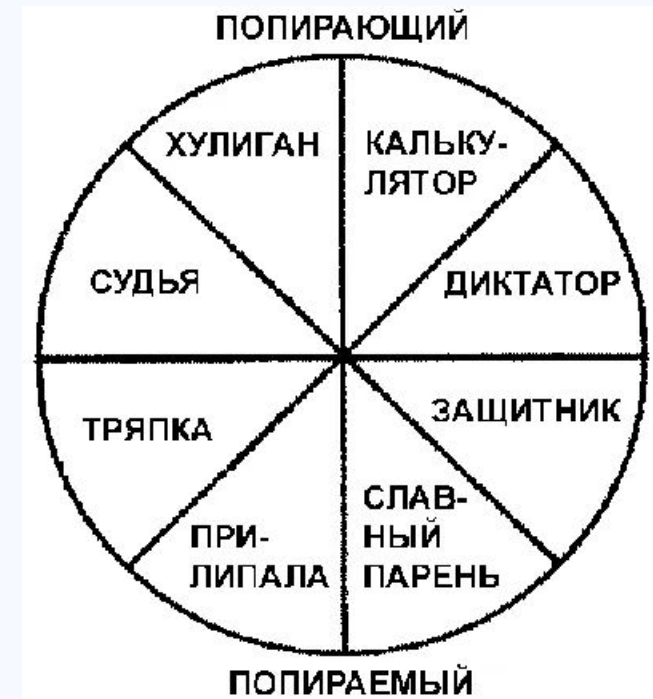 ПОПИРАЮЩИЙ
ХУЛИГАН
КАЛЬКУ-
ЛЯТОР
СУДЬЯ
ДИКТАТОР
ТРЯПКА
ЗАЩИТНИК
ПРИ-
ЛИПАЛА
СЛАВ-
НЫЙ
ПАРЕНЬ
ПОПИРАЕМЫЙ